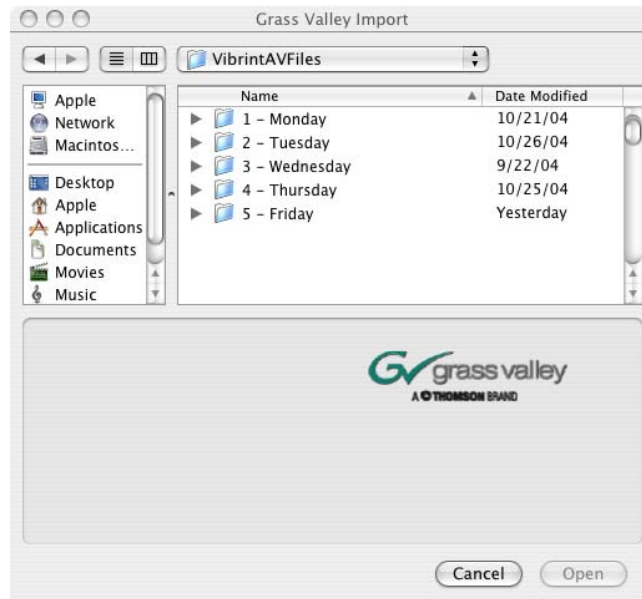 Grass Valley Import
VibrintAVFiles
Apple
Network
Macintos...
Desktop
Apple
Applications
Documents
Movies
Music
Name Date Modified
1 - Monday 10/21/04
2 - Tuesday 10/26/04
3 - Wednesday 9/22/04
4 - Thursday 10/25/04
5 - Friday Yesterday
GV grass valley
A THOMSON BRAND
Cancel Open